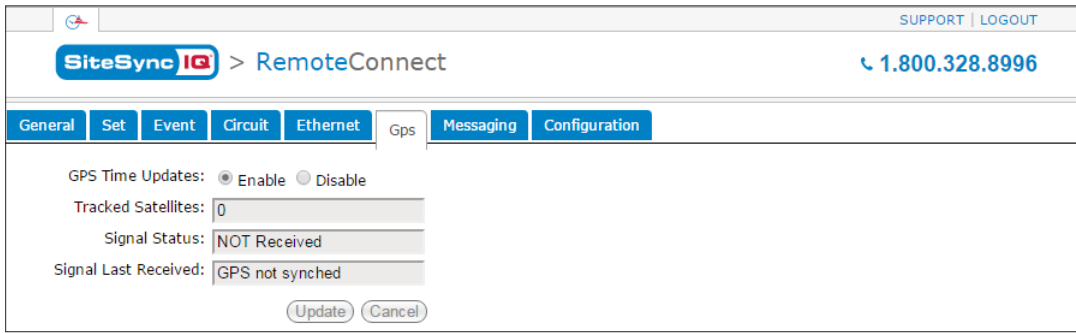 SUPPORT | LOGOUT
SiteSync IQ > RemoteConnect
1.800.328.8996
General Set Event Circuit Ethernet Gps Messaging Configuration
GPS Time Updates: Enable Disable
Tracked Satellites: 0
Signal Status: NOT Received
Signal Last Received: GPS not synched
Update Cancel